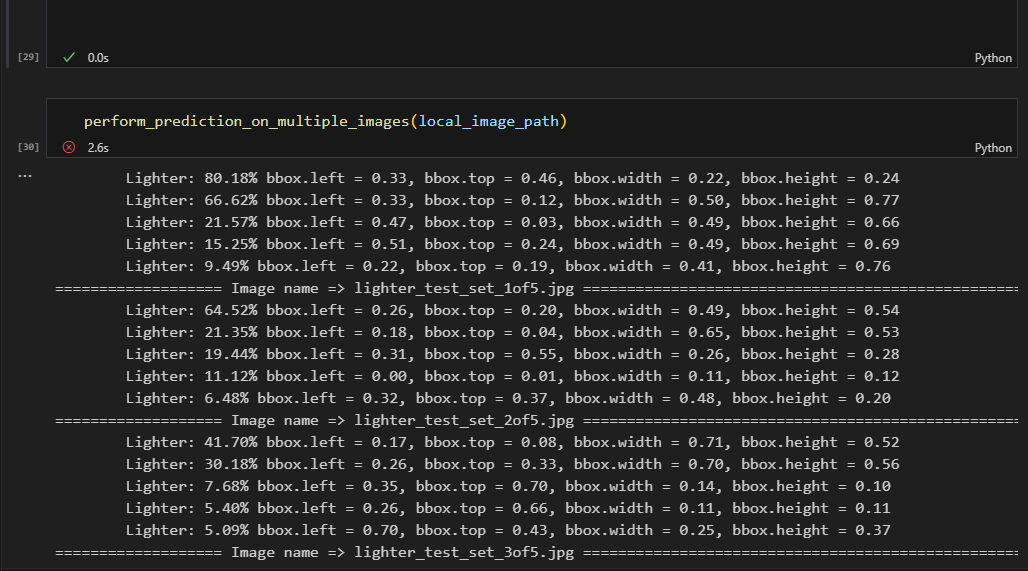 [29] 0.0s Python
perform_prediction_on_multiple_images(local_image_path)
[30] 2.6s Python
...
Lighter: 80.18% bbox.left = 0.33, bbox.top = 0.46, bbox.width = 0.22, bbox.height = 0.24
Lighter: 66.62% bbox.left = 0.33, bbox.top = 0.12, bbox.width = 0.50, bbox.height = 0.77
Lighter: 21.57% bbox.left = 0.47, bbox.top = 0.03, bbox.width = 0.49, bbox.height = 0.66
Lighter: 15.25% bbox.left = 0.51, bbox.top = 0.24, bbox.width = 0.49, bbox.height = 0.69
Lighter: 9.49% bbox.left = 0.22, bbox.top = 0.19, bbox.width = 0.41, bbox.height = 0.76
=================== Image name => lighter_test_set_1of5.jpg ==================================================
Lighter: 64.52% bbox.left = 0.26, bbox.top = 0.20, bbox.width = 0.49, bbox.height = 0.54
Lighter: 21.35% bbox.left = 0.18, bbox.top = 0.04, bbox.width = 0.65, bbox.height = 0.53
Lighter: 19.44% bbox.left = 0.31, bbox.top = 0.55, bbox.width = 0.26, bbox.height = 0.28
Lighter: 11.12% bbox.left = 0.00, bbox.top = 0.01, bbox.width = 0.11, bbox.height = 0.12
Lighter: 6.48% bbox.left = 0.32, bbox.top = 0.37, bbox.width = 0.48, bbox.height = 0.20
=================== Image name => lighter_test_set_2of5.jpg ==================================================
Lighter: 41.70% bbox.left = 0.17, bbox.top = 0.08, bbox.width = 0.71, bbox.height = 0.52
Lighter: 30.18% bbox.left = 0.26, bbox.top = 0.33, bbox.width = 0.70, bbox.height = 0.56
Lighter: 7.68% bbox.left = 0.35, bbox.top = 0.70, bbox.width = 0.14, bbox.height = 0.10
Lighter: 5.40% bbox.left = 0.26, bbox.top = 0.66, bbox.width = 0.11, bbox.height = 0.11
Lighter: 5.09% bbox.left = 0.70, bbox.top = 0.43, bbox.width = 0.25, bbox.height = 0.37
=================== Image name => lighter_test_set_3of5.jpg ==================================================